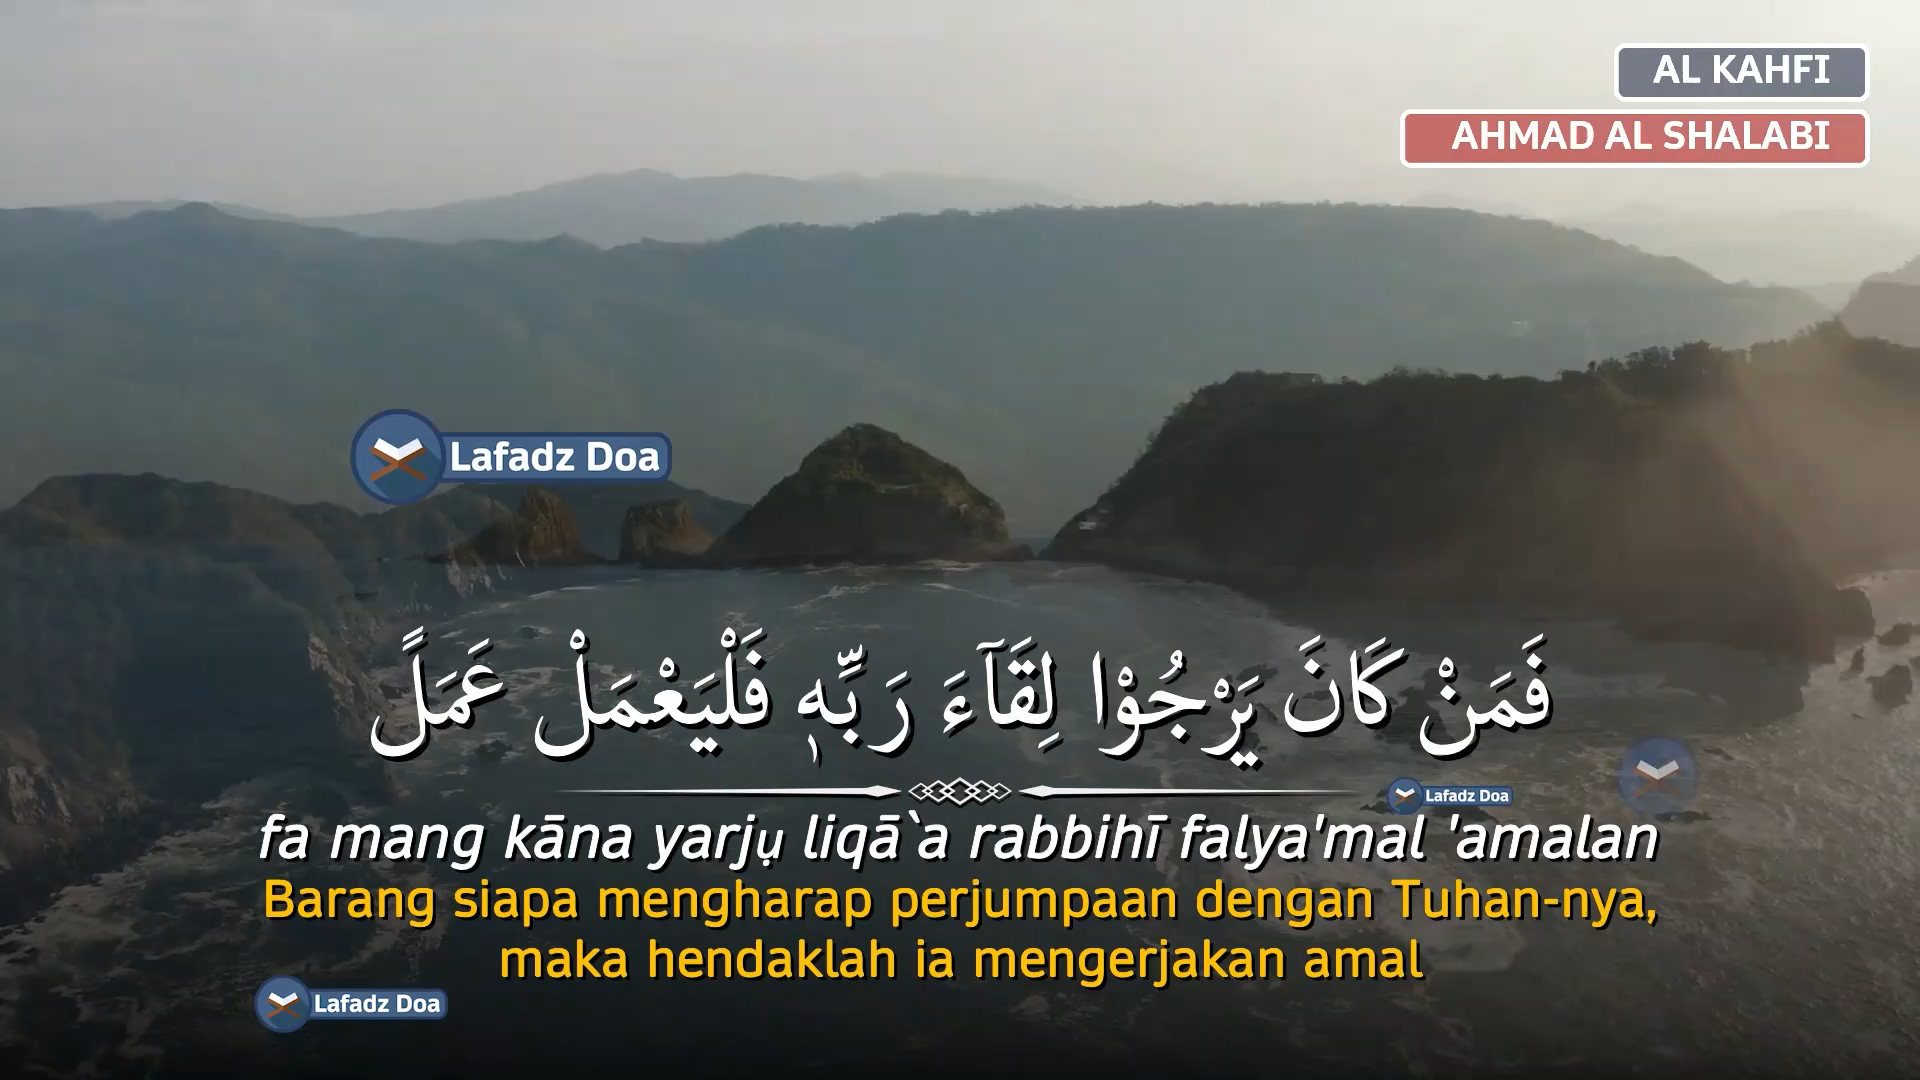 AL KAHFI
AHMAD AL SHALABI
Lafadz Doa
فَمَنْ كَانَ يَرْجُوْا لِقَآءَ رَبِّهٖ فَلْيَعْمَلْ عَمَلً
Lafadz Doa
fa mang kāna yarjụ liqā`a rabbihī falya'mal 'amalan
Barang siapa mengharap perjumpaan dengan Tuhan-nya,
maka hendaklah ia mengerjakan amal
Lafadz Doa